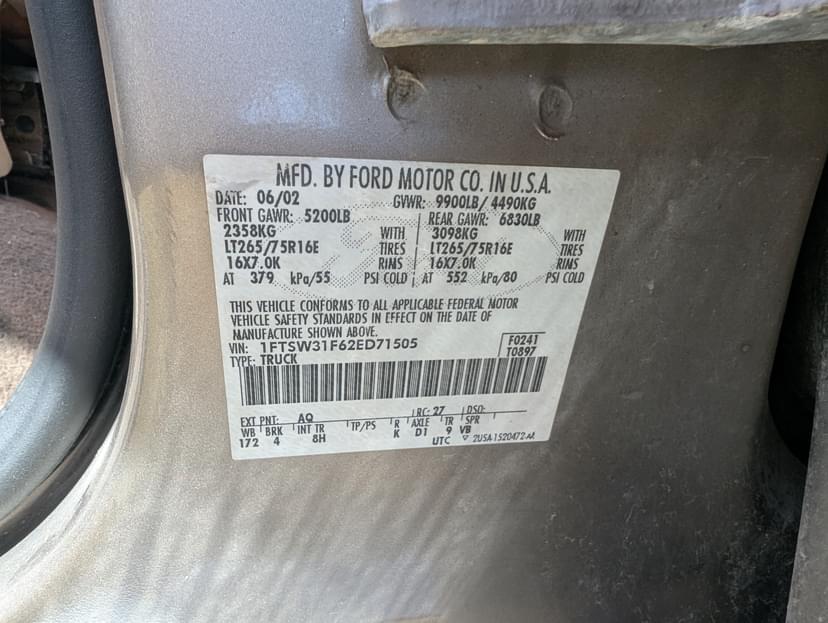 MFD. BY FORD MOTOR CO. IN U.S.A.
DATE: 06/02 GVWR: 9900LB/ 4490KG
FRONT GAWR: 5200LB REAR GAWR: 6830LB
2358KG WITH 3098KG WITH
LT265/75R16E TIRES LT265/75R16E TIRES
16X7.0K RIMS 16X7.0K RIMS
AT 379 kPa/55 PSI COLD AT 552 kPa/80 PSI COLD
THIS VEHICLE CONFORMS TO ALL APPLICABLE FEDERAL MOTOR
VEHICLE SAFETY STANDARDS IN EFFECT ON THE DATE OF
MANUFACTURE SHOWN ABOVE.
VIN: 1FTSW31F62ED71505 F0241
TYPE: TRUCK T0897
EXT PNT: AQ RC: 27 DSO:
WB BRK INT TR TP/PS R AXLE TR SPR
172 4 8H K D1 9 VB
UTC 2USA-1520472-AA